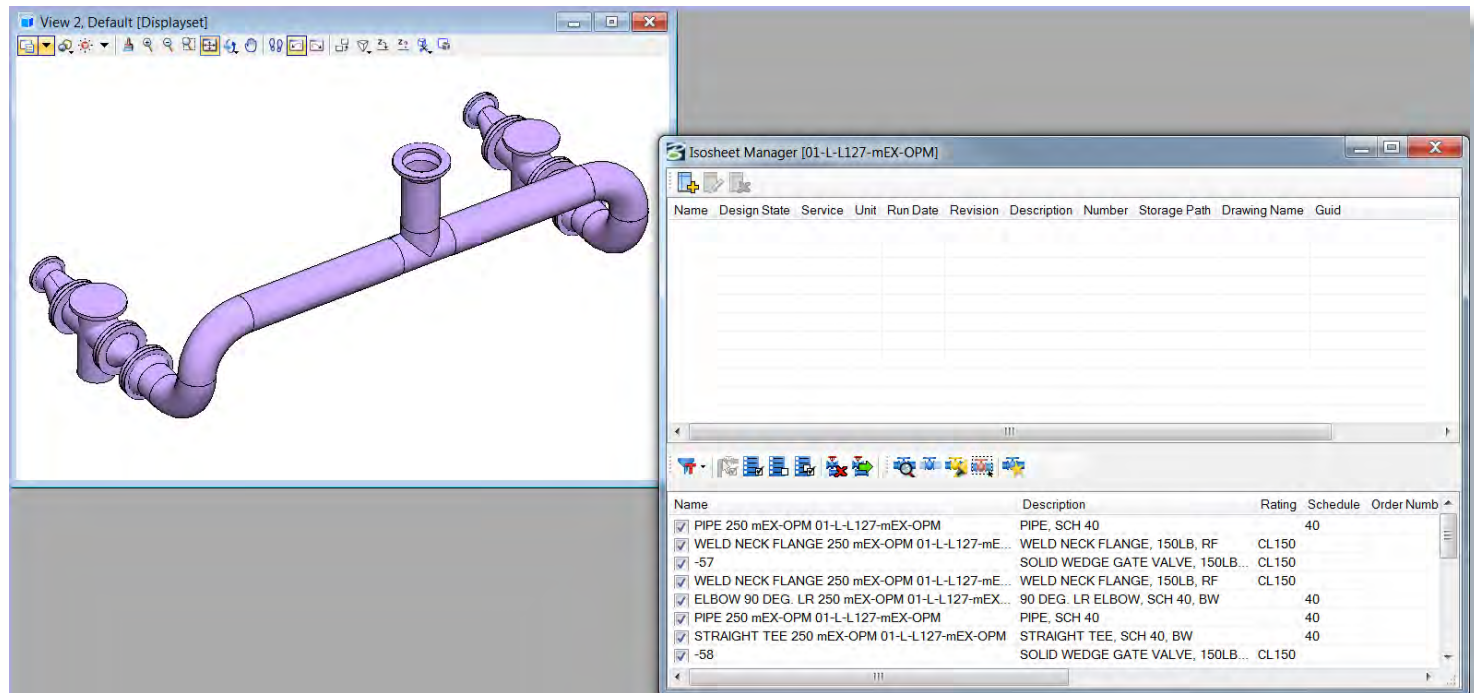 View 2, Default [Displayset]
Isosheet Manager [01-L-L127-mEX-OPM]
Name Design State Service Unit Run Date Revision Description Number Storage Path Drawing Name Guid
Name Description Rating Schedule Order Numb
PIPE 250 mEX-OPM 01-L-L127-mEX-OPM PIPE, SCH 40 40
WELD NECK FLANGE 250 mEX-OPM 01-L-L127-mE... WELD NECK FLANGE, 150LB, RF CL150
-57 SOLID WEDGE GATE VALVE, 150LB... CL150
WELD NECK FLANGE 250 mEX-OPM 01-L-L127-mE... WELD NECK FLANGE, 150LB, RF CL150
ELBOW 90 DEG. LR 250 mEX-OPM 01-L-L127-mEX... 90 DEG. LR ELBOW, SCH 40, BW 40
PIPE 250 mEX-OPM 01-L-L127-mEX-OPM PIPE, SCH 40 40
STRAIGHT TEE 250 mEX-OPM 01-L-L127-mEX-OPM STRAIGHT TEE, SCH 40, BW 40
-58 SOLID WEDGE GATE VALVE, 150LB... CL150